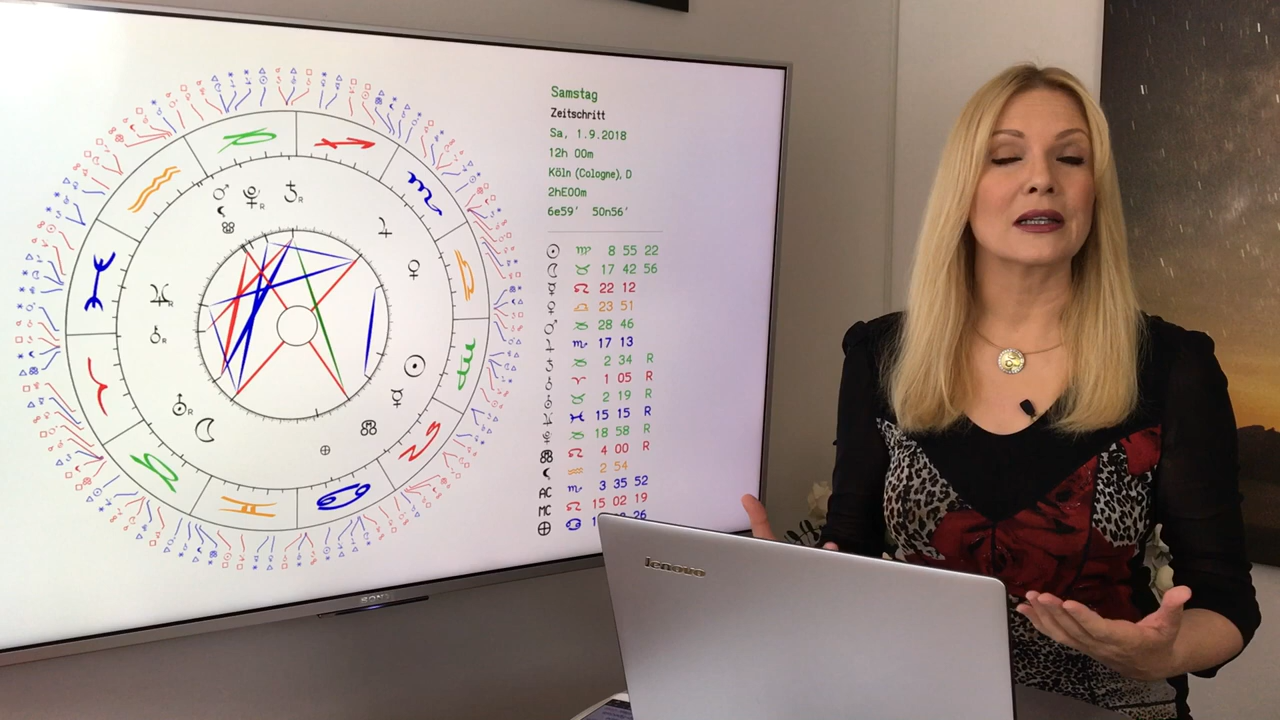 Samstag
Zeitschritt
Sa, 1.9.2018
12h 00m
Köln (Cologne), D
2hE00m
6e59' 50n56'
☉ ♍ 8 55 22
☾ ♉ 17 42 56
☿ ♌ 22 12
♀ ♎ 23 51
♂ ♑ 28 46
♃ ♏ 17 13
♄ ♑ 2 34 R
⚷ ♈ 1 05 R
♅ ♉ 2 19 R
♆ ♓ 15 15 R
♇ ♑ 18 58 R
☊ ♌ 4 00 R
⚸ ♒ 2 54
AC ♏ 3 35 52
MC ♌ 15 02 19
⊕ ♋ 26
SONY
lenovo